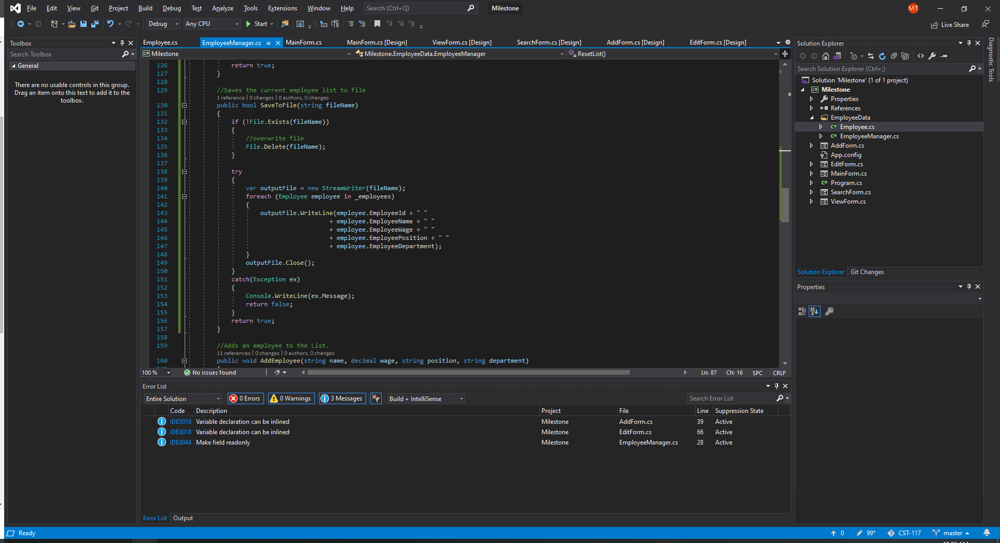 File Edit View Git Project Build Debug Test Analyze Tools Extensions Window Help Search (Ctrl+Q) Milestone MT
Debug Any CPU Start Live Share
Toolbox
Search Toolbox
General
There are no usable controls in this group.
Drag an item onto this text to add it to the
toolbox.
Employee.cs EmployeeManager.cs MainForm.cs MainForm.cs [Design] ViewForm.cs [Design] SearchForm.cs [Design] AddForm.cs [Design] EditForm.cs [Design]
C# Milestone Milestone.EmployeeData.EmployeeManager ResetList()
126 return true;
127 }
128
129 //Saves the current employee list to file
1 reference | 0 changes | 0 authors, 0 changes
130 public bool SaveToFile(string fileName)
131 {
132 if (!File.Exists(fileName))
133 {
134 //overwrite file
135 File.Delete(fileName);
136 }
137
138 try
139 {
140 var outputFile = new StreamWriter(fileName);
141 foreach (Employee employee in _employees)
142 {
143 outputFile.WriteLine(employee.EmployeeId + " "
144 + employee.EmployeeName + " "
145 + employee.EmployeeWage + " "
146 + employee.EmployeePosition + " "
147 + employee.EmployeeDepartment);
148 }
149 outputFile.Close();
150 }
151 catch(Exception ex)
152 {
153 Console.WriteLine(ex.Message);
154 return false;
155 }
156 return true;
157 }
158
159 //Adds an employee to the List.
11 references | 0 changes | 0 authors, 0 changes
160 public void AddEmployee(string name, decimal wage, string position, string department)
100 % No issues found Ln: 87 Ch: 16 SPC CRLF
Error List
Entire Solution 0 Errors 0 Warnings 3 Messages Build + IntelliSense Search Error List
Code Description Project File Line Suppression State
IDE0018 Variable declaration can be inlined Milestone AddForm.cs 39 Active
IDE0018 Variable declaration can be inlined Milestone EditForm.cs 66 Active
IDE0044 Make field readonly Milestone EmployeeManager.cs 28 Active
Error List Output
Solution Explorer
Search Solution Explorer (Ctrl+;)
Solution 'Milestone' (1 of 1 project)
C# Milestone
Properties
References
EmployeeData
C# Employee.cs
C# EmployeeManager.cs
AddForm.cs
App.config
EditForm.cs
MainForm.cs
C# Program.cs
SearchForm.cs
ViewForm.cs
Solution Explorer Git Changes
Properties
Diagnostic Tools
Ready 0 99* CST-117 master